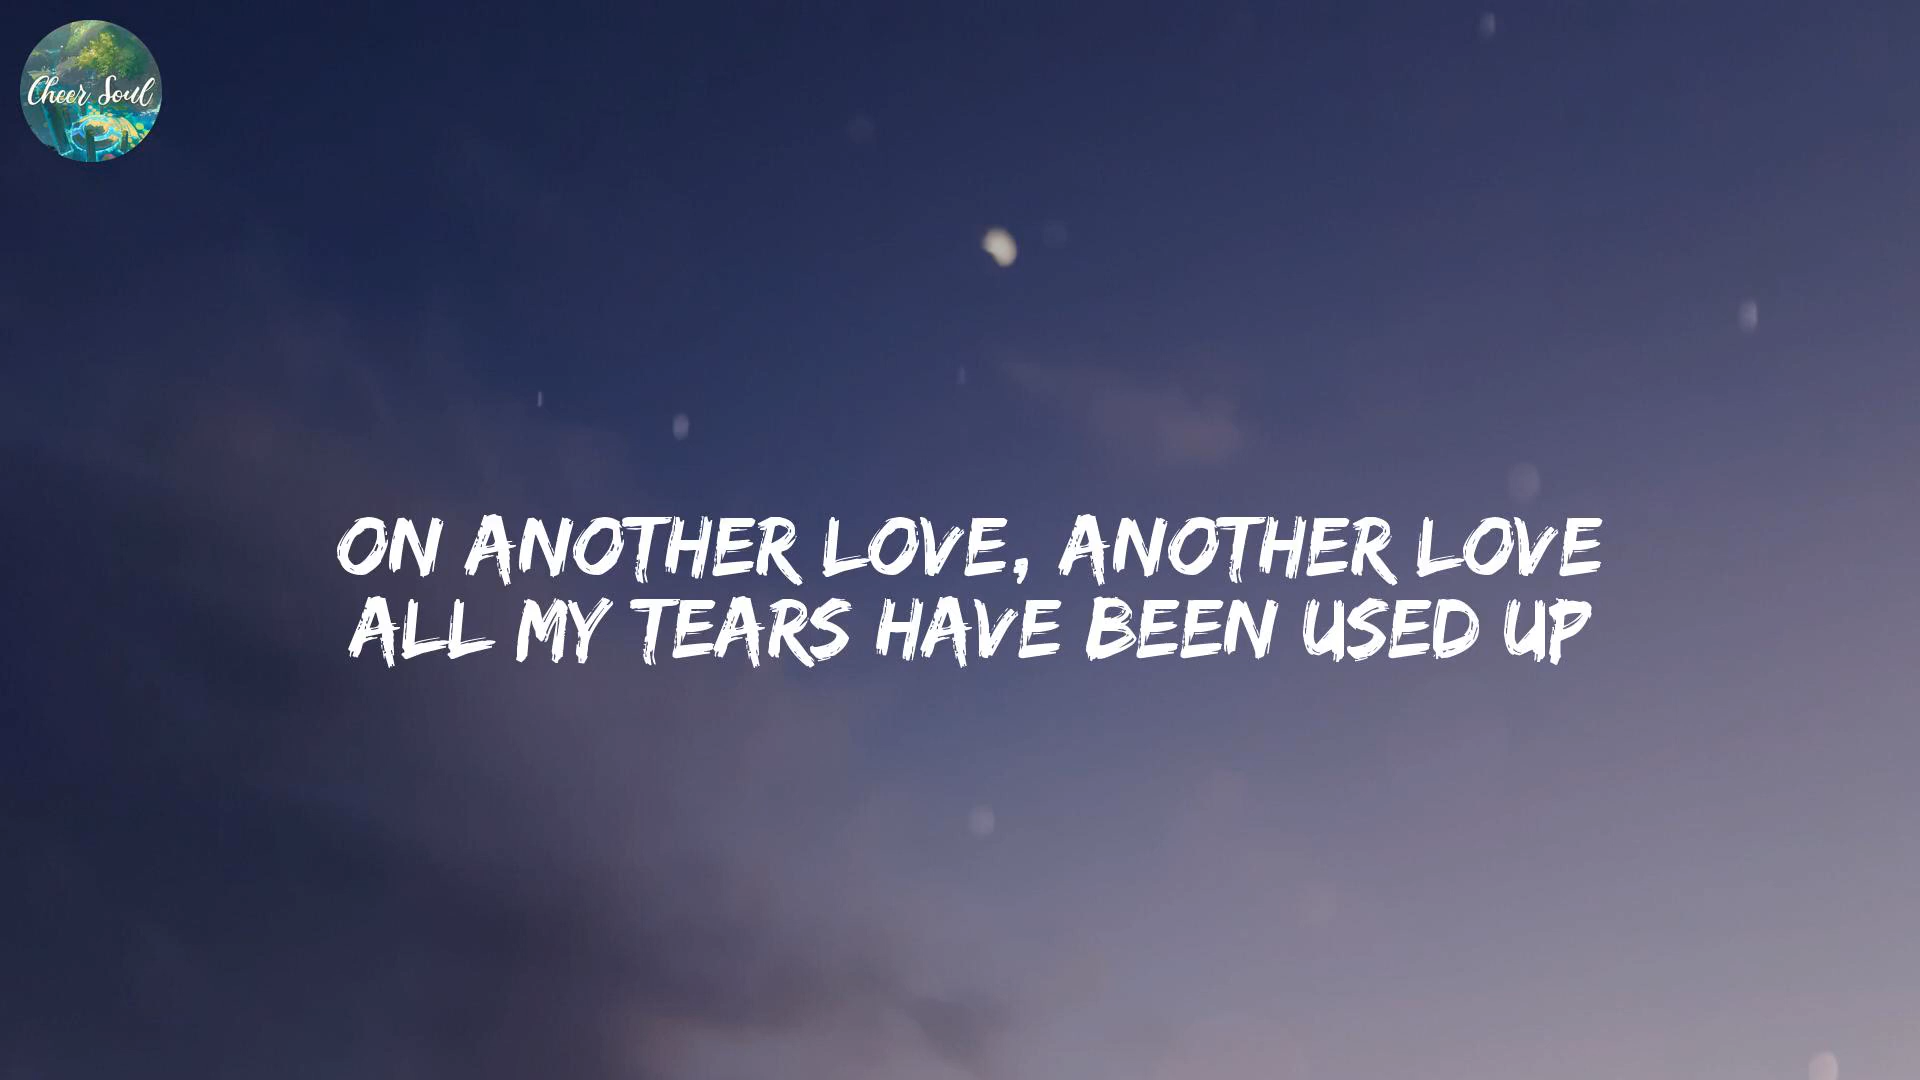 Cheer Soul
ON ANOTHER LOVE, ANOTHER LOVE
ALL MY TEARS HAVE BEEN USED UP